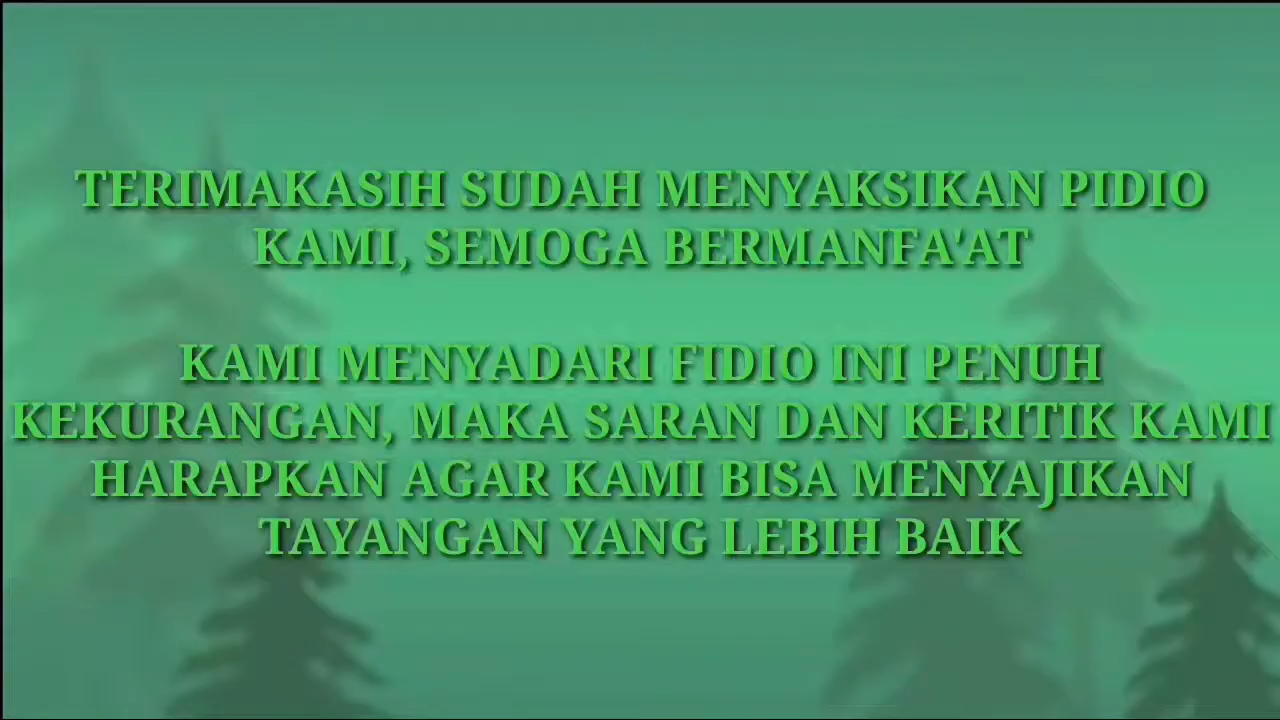 TERIMAKASIH SUDAH MENYAKSIKAN PIDIO
KAMI, SEMOGA BERMANFA'AT
KAMI MENYADARI FIDIO INI PENUH
KEKURANGAN, MAKA SARAN DAN KERITIK KAMI
HARAPKAN AGAR KAMI BISA MENYAJIKAN
TAYANGAN YANG LEBIH BAIK